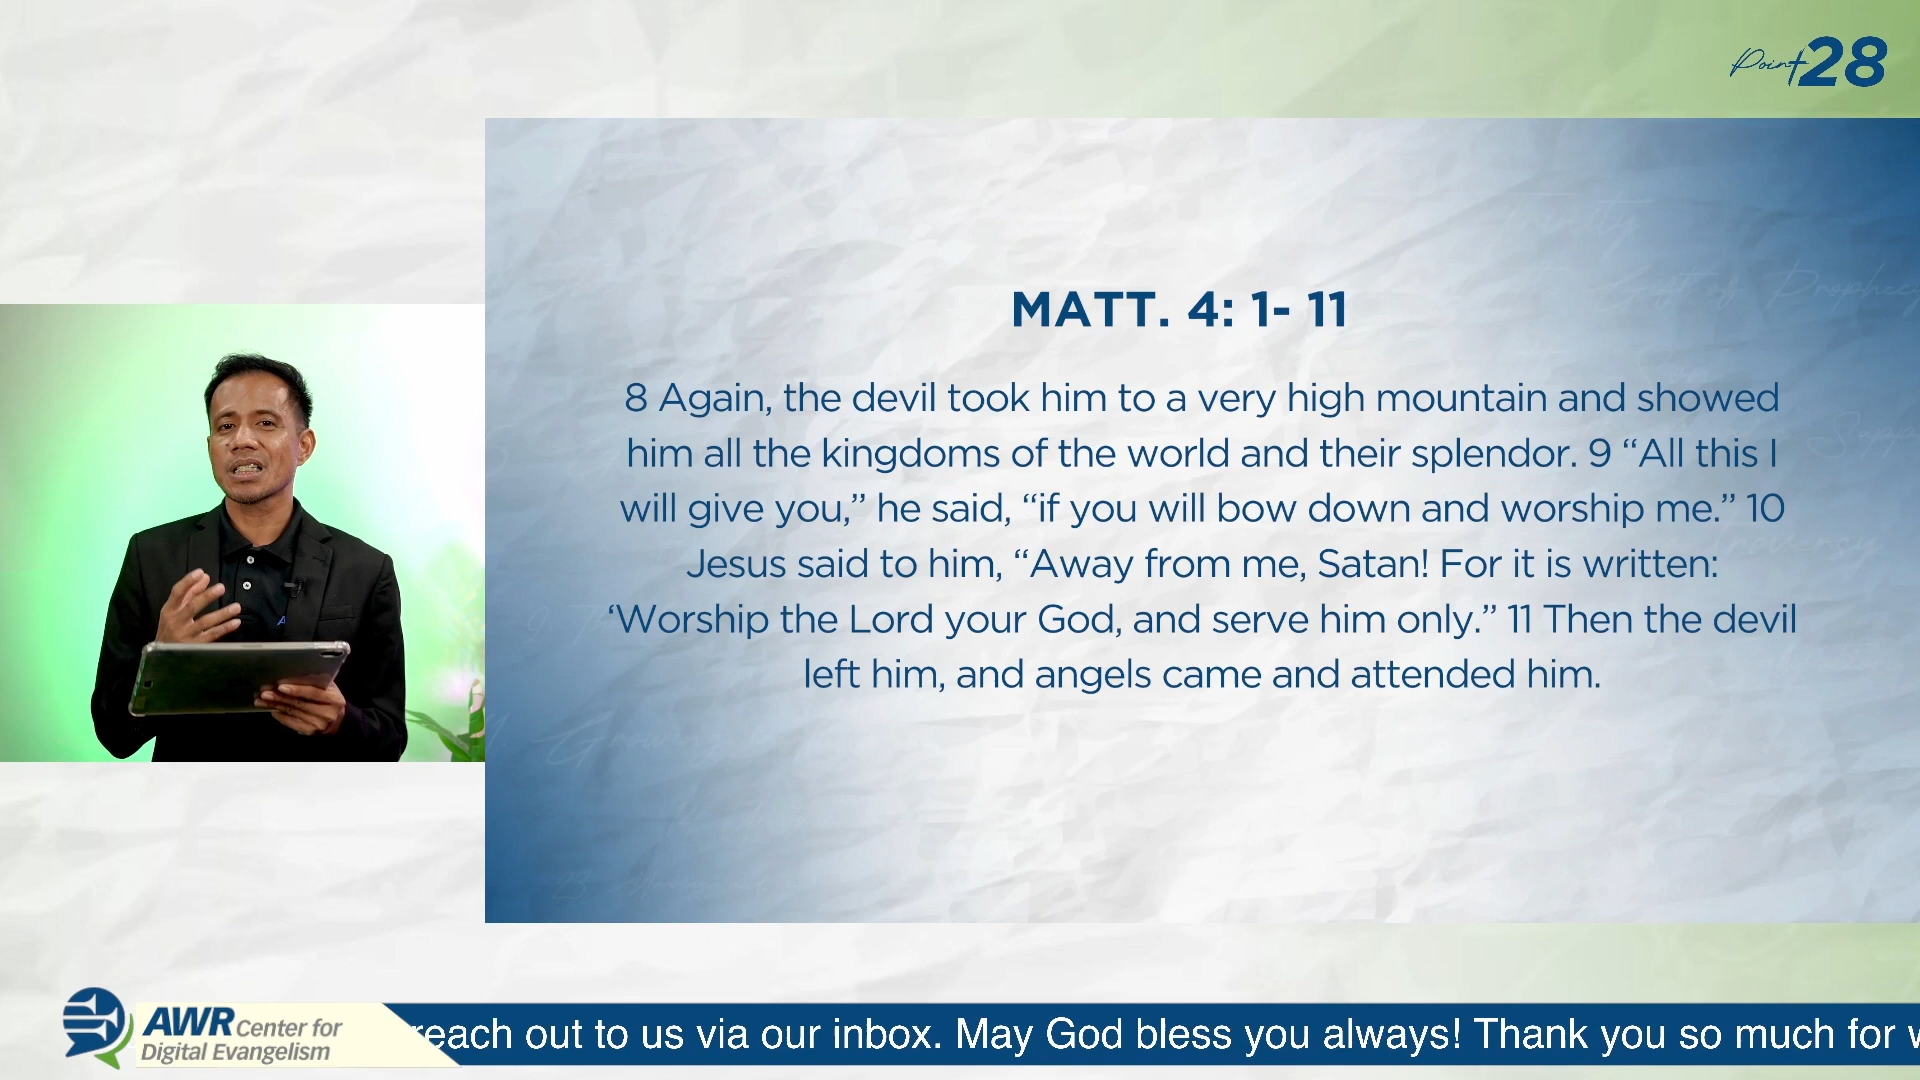 Point 28
MATT. 4: 1- 11
8 Again, the devil took him to a very high mountain and showed
him all the kingdoms of the world and their splendor. 9 “All this I
will give you,” he said, “if you will bow down and worship me.” 10
Jesus said to him, “Away from me, Satan! For it is written:
‘Worship the Lord your God, and serve him only.” 11 Then the devil
left him, and angels came and attended him.
AWR Center for
Digital Evangelism
reach out to us via our inbox. May God bless you always! Thank you so much for